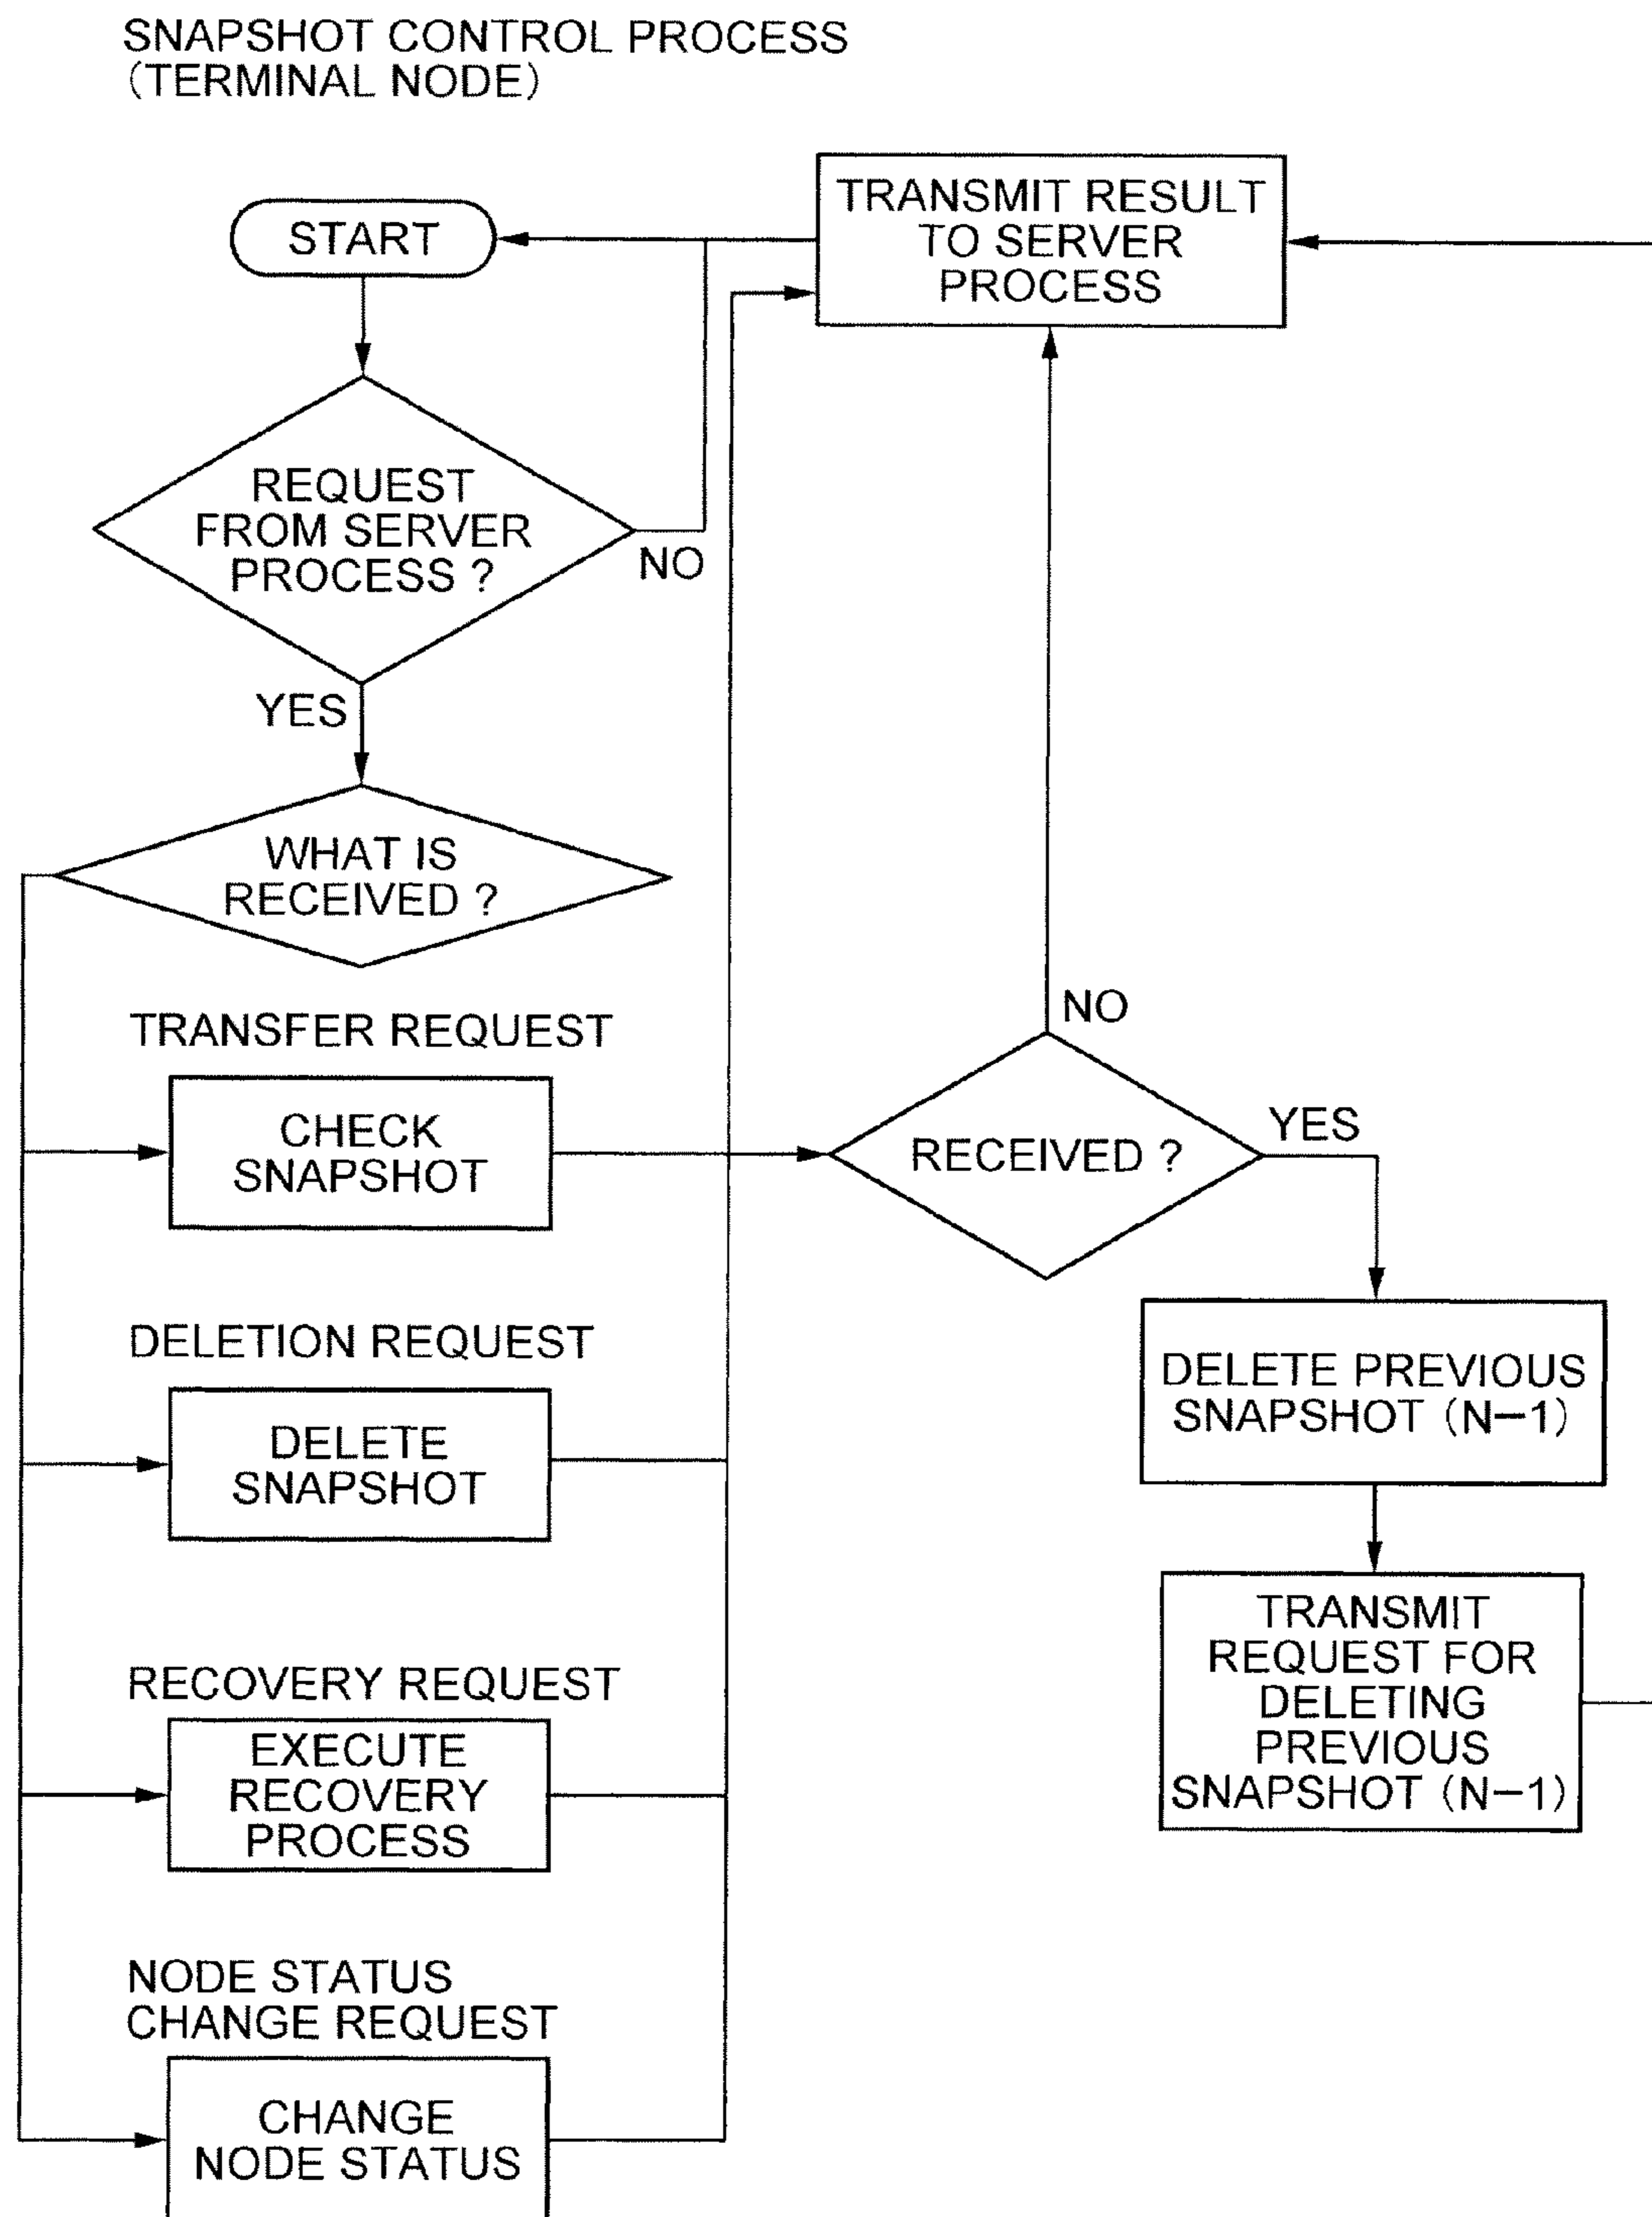 SNAPSHOT CONTROL PROCESS
(TERMINAL NODE)
START
TRANSMIT RESULT
TO SERVER
PROCESS
REQUEST
FROM SERVER
PROCESS ?
NO
YES
WHAT IS
RECEIVED ?
TRANSFER REQUEST
CHECK
SNAPSHOT
NO
RECEIVED ?
YES
DELETION REQUEST
DELETE
SNAPSHOT
DELETE PREVIOUS
SNAPSHOT (N−1)
TRANSMIT
REQUEST FOR
DELETING
PREVIOUS
SNAPSHOT (N−1)
RECOVERY REQUEST
EXECUTE
RECOVERY
PROCESS
NODE STATUS
CHANGE REQUEST
CHANGE
NODE STATUS